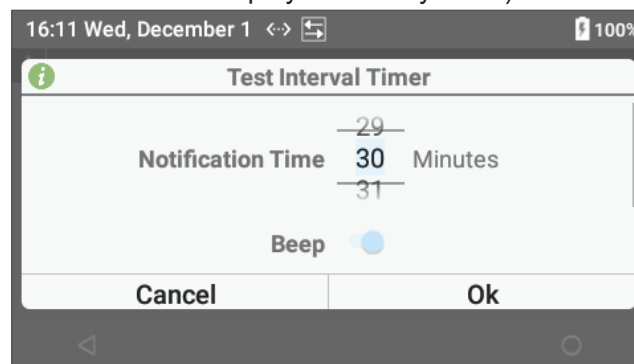 16:11 Wed, December 1 100%
Test Interval Timer
29
Notification Time 30 Minutes
31
Beep
Cancel Ok